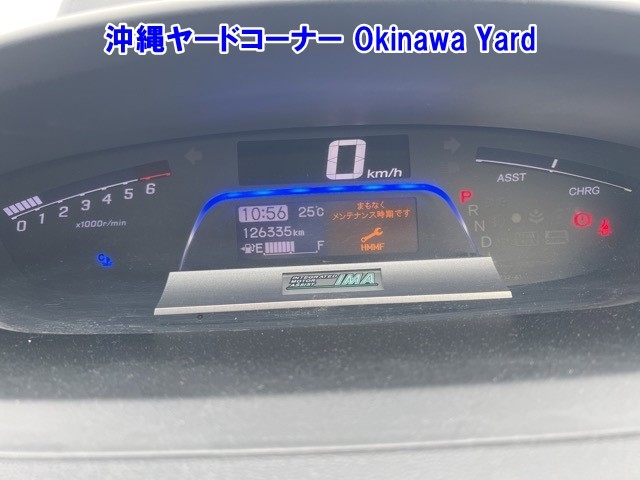 沖縄ヤードコーナー Okinawa Yard
0 km/h
0 1 2 3 4 5 6
x1000r/min
ASST
CHRG
10:56 25℃
126335km
E F
まもなく
メンテナンス時期です
HMMF
P
R
N
D
INTEGRATED
MOTOR
ASSIST
IMA